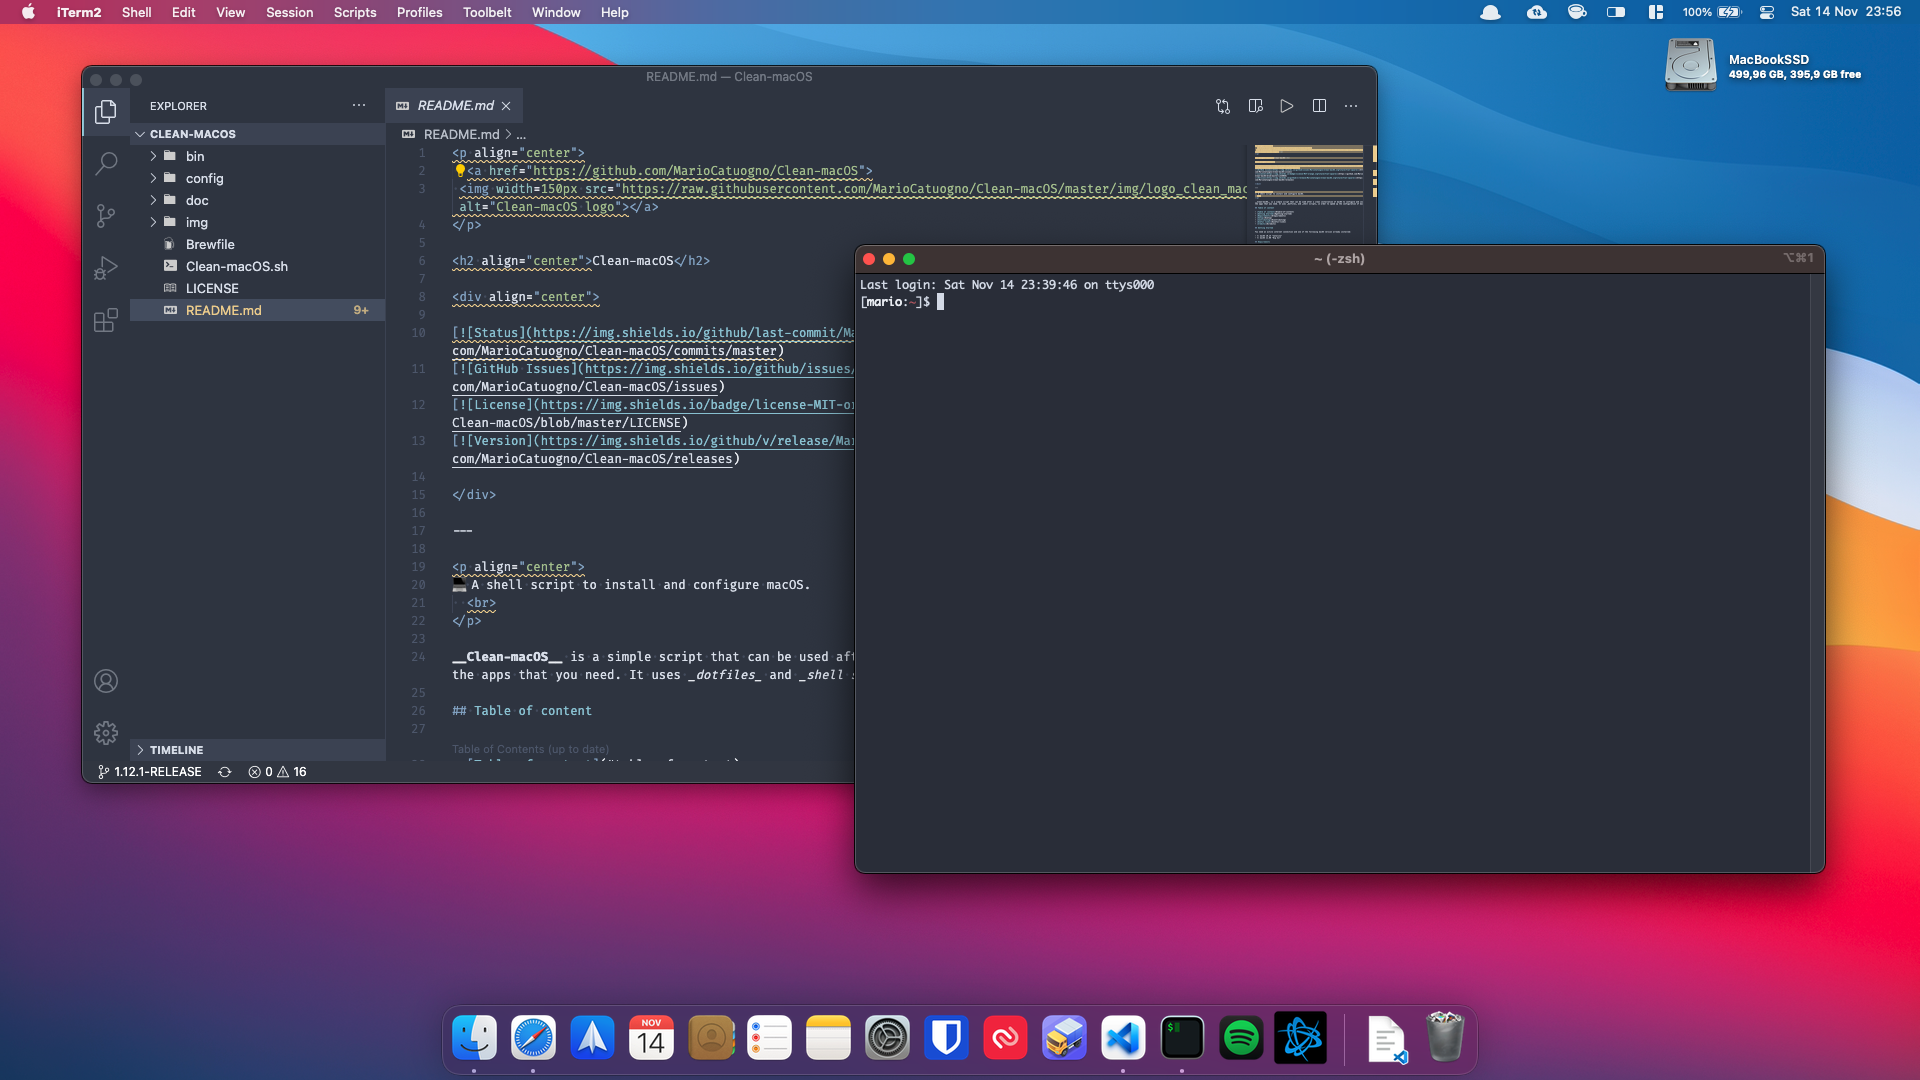 iTerm2 Shell Edit View Session Scripts Profiles Toolbelt Window Help
100% Sat 14 Nov 23:56
MacBookSSD
499,96 GB, 395,9 GB free
README.md — Clean-macOS
EXPLORER
CLEAN-MACOS
bin
config
doc
img
Brewfile
Clean-macOS.sh
LICENSE
README.md 9+
TIMELINE
1.12.1-RELEASE 0 16
README.md
README.md > ...
1 <p align="center">
2 <a href="https://github.com/MarioCatuogno/Clean-macOS">
3 <img width=150px src="https://raw.githubusercontent.com/MarioCatuogno/Clean-macOS/master/img/logo_clean_mac
alt="Clean-macOS logo"></a>
4 </p>
5
6 <h2 align="center">Clean-macOS</h2>
7
8 <div align="center">
9
10 [![Status](https://img.shields.io/github/last-commit/Ma
com/MarioCatuogno/Clean-macOS/commits/master)
11 [![GitHub Issues](https://img.shields.io/github/issues/
com/MarioCatuogno/Clean-macOS/issues)
12 [![License](https://img.shields.io/badge/license-MIT-or
Clean-macOS/blob/master/LICENSE)
13 [![Version](https://img.shields.io/github/v/release/Mar
com/MarioCatuogno/Clean-macOS/releases)
14
15 </div>
16
17 ---
18
19 <p align="center">
20 A shell script to install and configure macOS.
21 <br>
22 </p>
23
24 __Clean-macOS__ is a simple script that can be used aft
the apps that you need. It uses _dotfiles_ and _shell s
25
26 ## Table of content
27
Table of Contents (up to date)
~ (-zsh) ⌥⌘1
Last login: Sat Nov 14 23:39:46 on ttys000
[mario:~]$
NOV
14
$